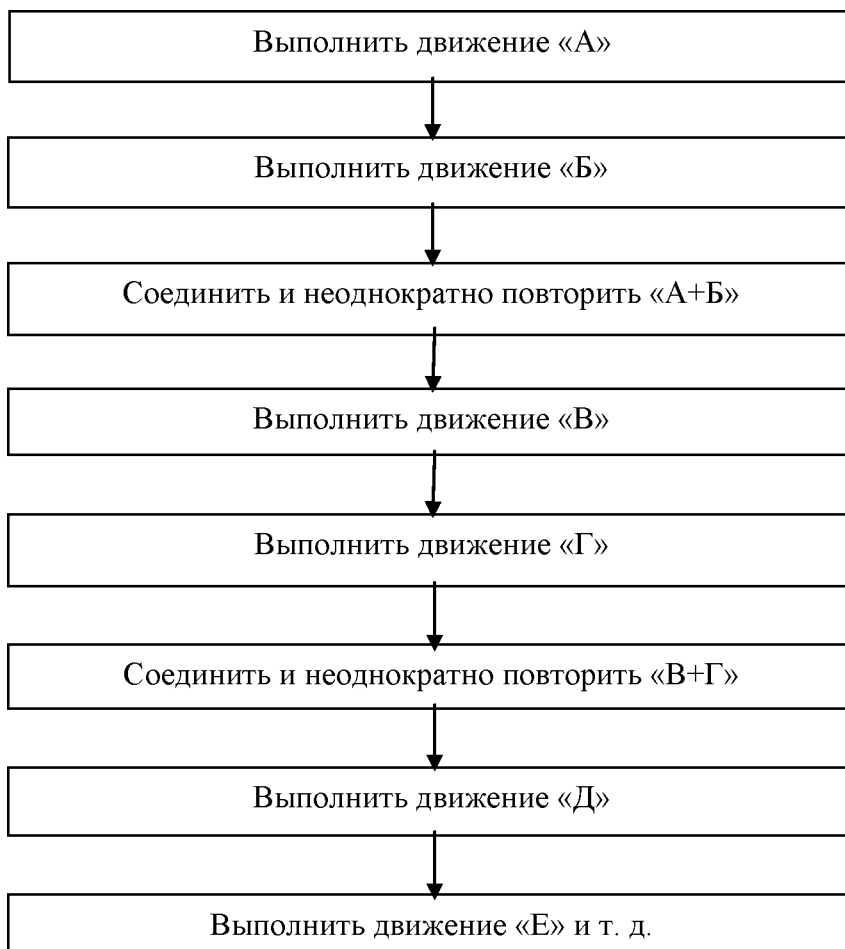 Выполнить движение «А»
Выполнить движение «Б»
Соединить и неоднократно повторить «А+Б»
Выполнить движение «В»
Выполнить движение «Г»
Соединить и неоднократно повторить «В+Г»
Выполнить движение «Д»
Выполнить движение «Е» и т. д.